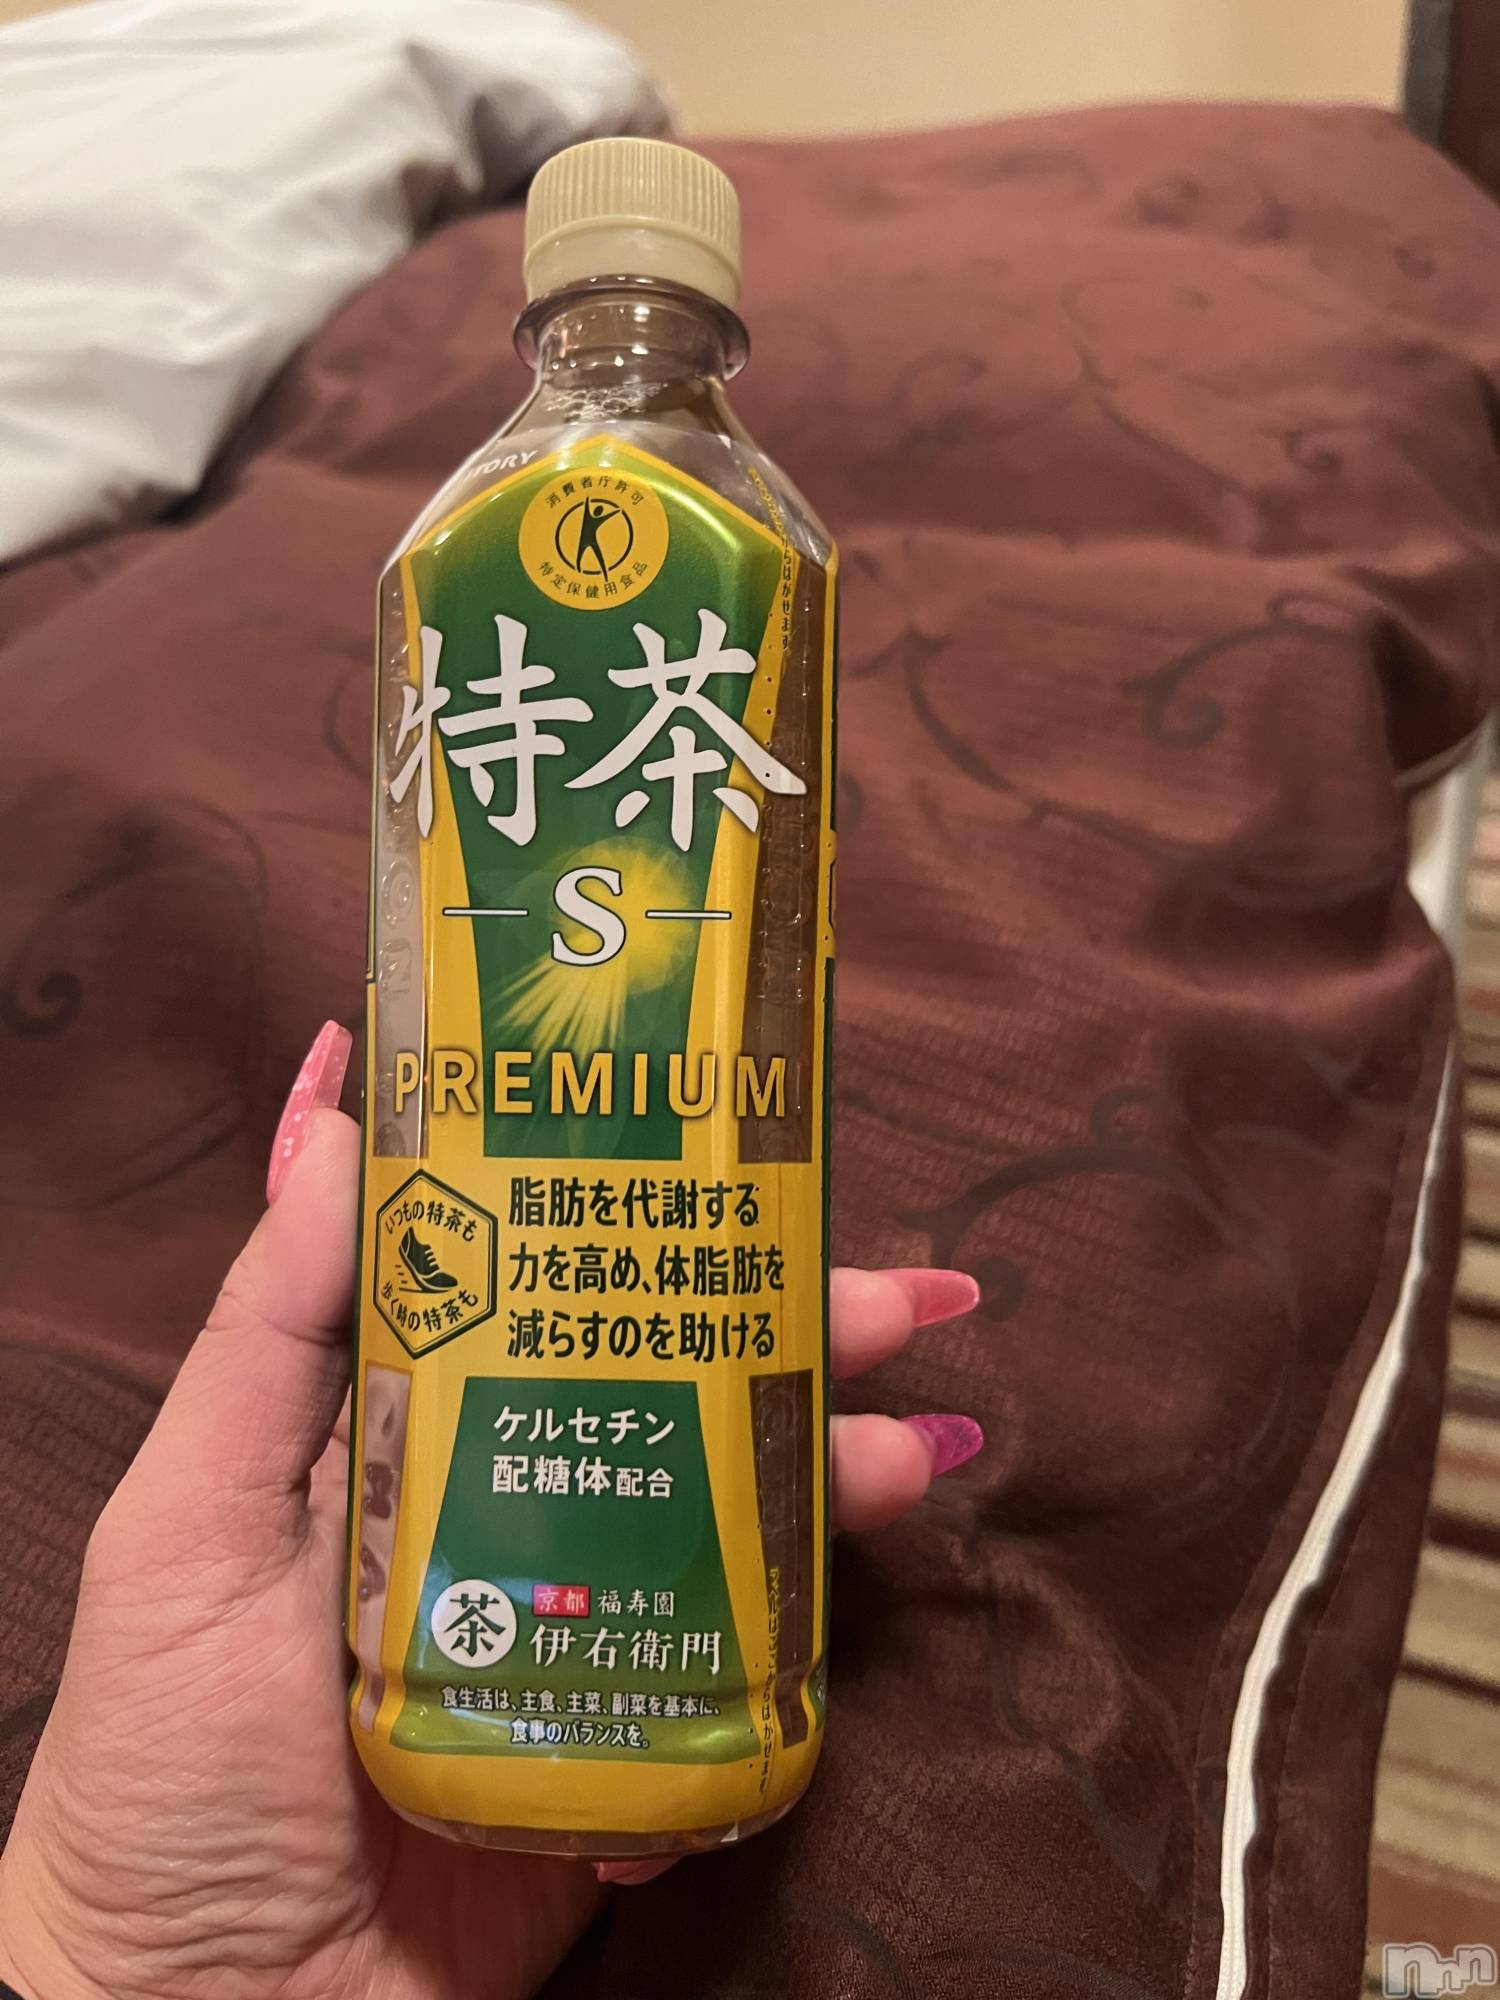 消費者庁許可
特定保健用食品
特茶
S
PREMIUM
いつもの特茶も
歩く時の特茶も
脂肪を代謝する
力を高め、体脂肪を
減らすのを助ける
ケルセチン
配糖体配合
茶
京都 福寿園
伊右衛門
食生活は、主食、主菜、副菜を基本に、
食事のバランスを。